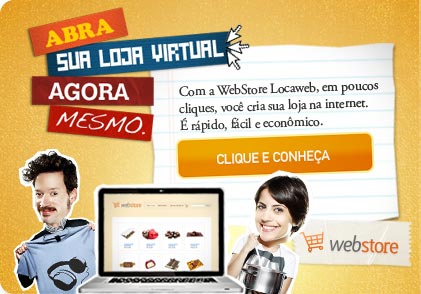 ABRA
SUA LOJA VIRTUAL
AGORA
MESMO.
Com a WebStore Locaweb, em poucos
cliques, você cria sua loja na internet.
É rápido, fácil e econômico.
CLIQUE E CONHEÇA
webstore
webstore